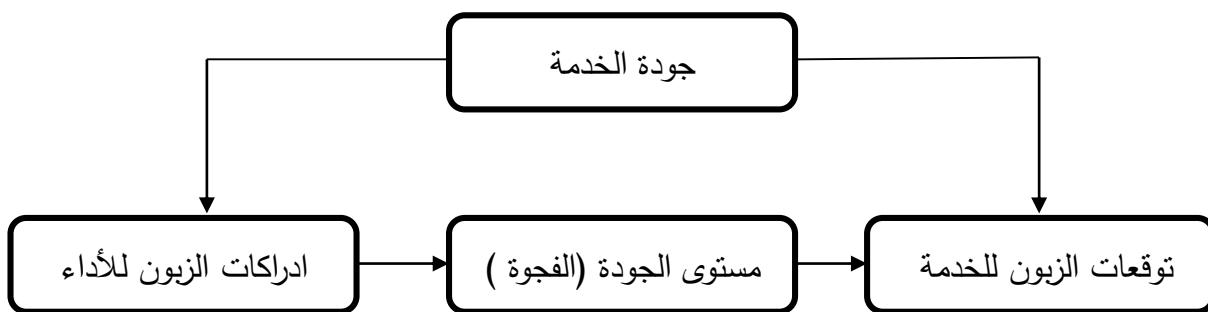 جودة الخدمة
توقعات الزبون للخدمة
مستوى الجودة (الفجوة )
ادراكات الزبون للأداء